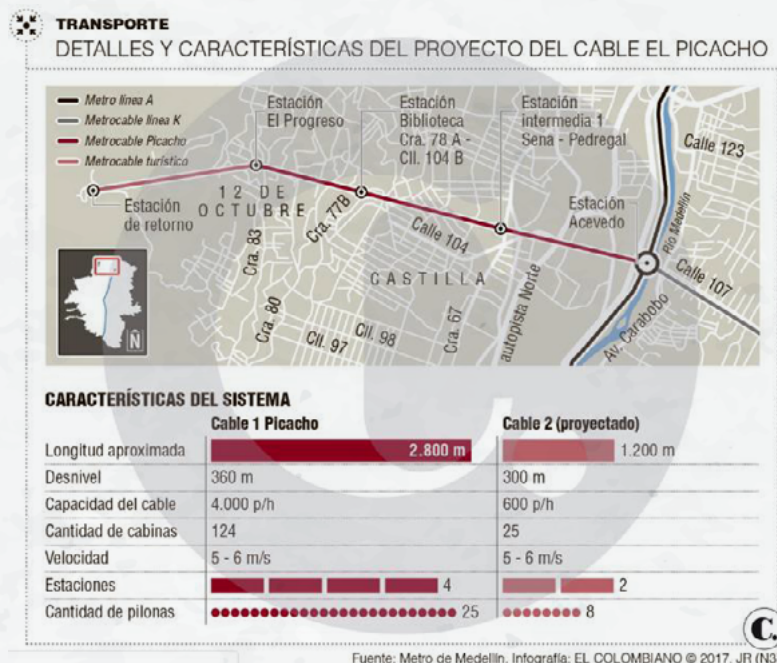 TRANSPORTE
DETALLES Y CARACTERÍSTICAS DEL PROYECTO DEL CABLE EL PICACHO
Metro línea A
Metrocable línea K
Metrocable Picacho
Metrocable turístico
Estación
El Progreso
Estación
Biblioteca
Cra. 78 A -
Cll. 104 B
Estación
intermedia 1
Sena - Pedregal
Calle 123
Estación
de retorno
12 DE
OCTUBRE
Cra. 83
Cra. 77B
Calle 104
Estación
Acevedo
Río Medellín
Calle 107
CASTILLA
Cra. 80
Cll. 97
Cll. 98
Cra. 67
autopista Norte
Av. Carabobo
N
CARACTERÍSTICAS DEL SISTEMA
Cable 1 Picacho Cable 2 (proyectado)
Longitud aproximada 2.800 m 1.200 m
Desnivel 360 m 300 m
Capacidad del cable 4.000 p/h 600 p/h
Cantidad de cabinas 124 25
Velocidad 5 - 6 m/s 5 - 6 m/s
Estaciones 4 2
Cantidad de pilonas 25 8
C.
Fuente: Metro de Medellín. Infografía: EL COLOMBIANO © 2017. JR (N3